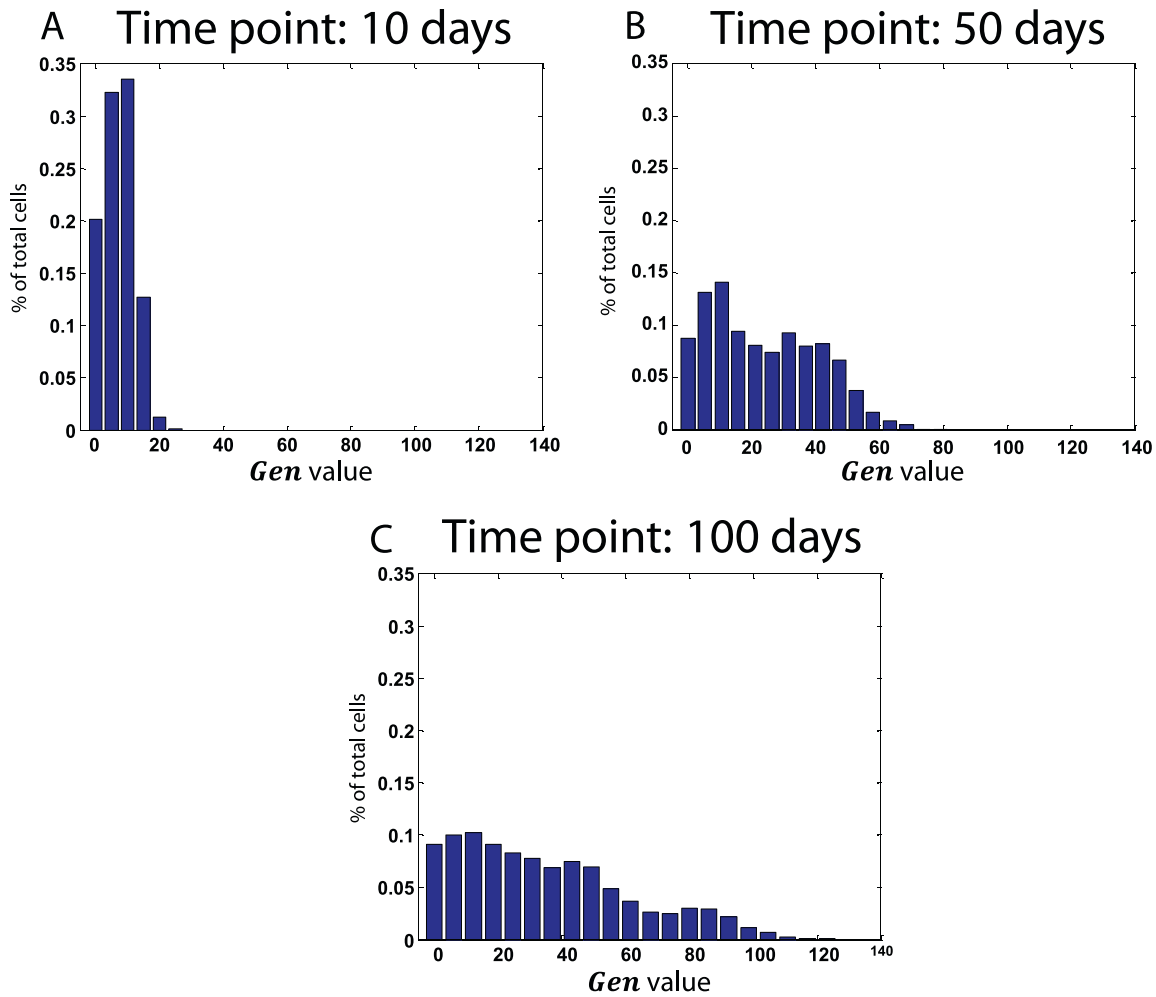 A Time point: 10 days
0.35
0.3
0.25
0.2
0.15
0.1
0.05
0
% of total cells
0 20 40 60 80 100 120 140
Gen value
B Time point: 50 days
0.35
0.3
0.25
0.2
0.15
0.1
0.05
0
% of total cells
0 20 40 60 80 100 120 140
Gen value
C Time point: 100 days
0.35
0.3
0.25
0.2
0.15
0.1
0.05
0
% of total cells
0 20 40 60 80 100 120 140
Gen value